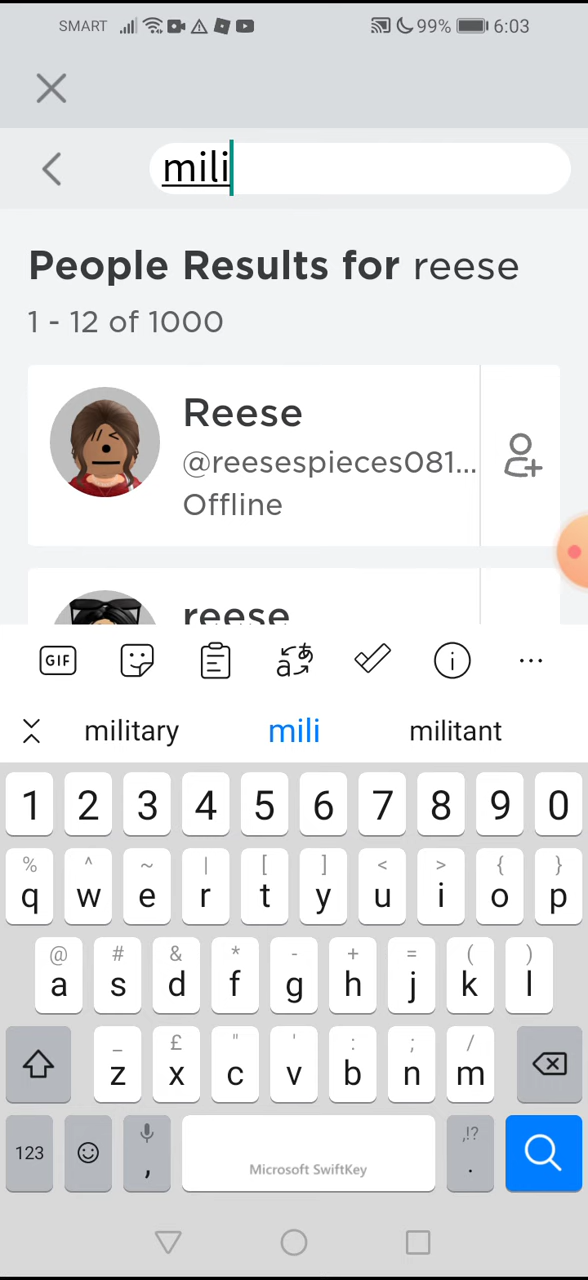 SMART 99% 6:03
mili
People Results for reese
1 - 12 of 1000
Reese
@reesespieces081...
Offline
reese
GIF a あ i ...
military mili militant
1 2 3 4 5 6 7 8 9 0
% ^ ~ | [ ] < > { }
q w e r t y u i o p
@ # & * - + = ( )
a s d f g h j k l
_ £ " ' : ; /
z x c v b n m
123 , Microsoft SwiftKey ,!? .